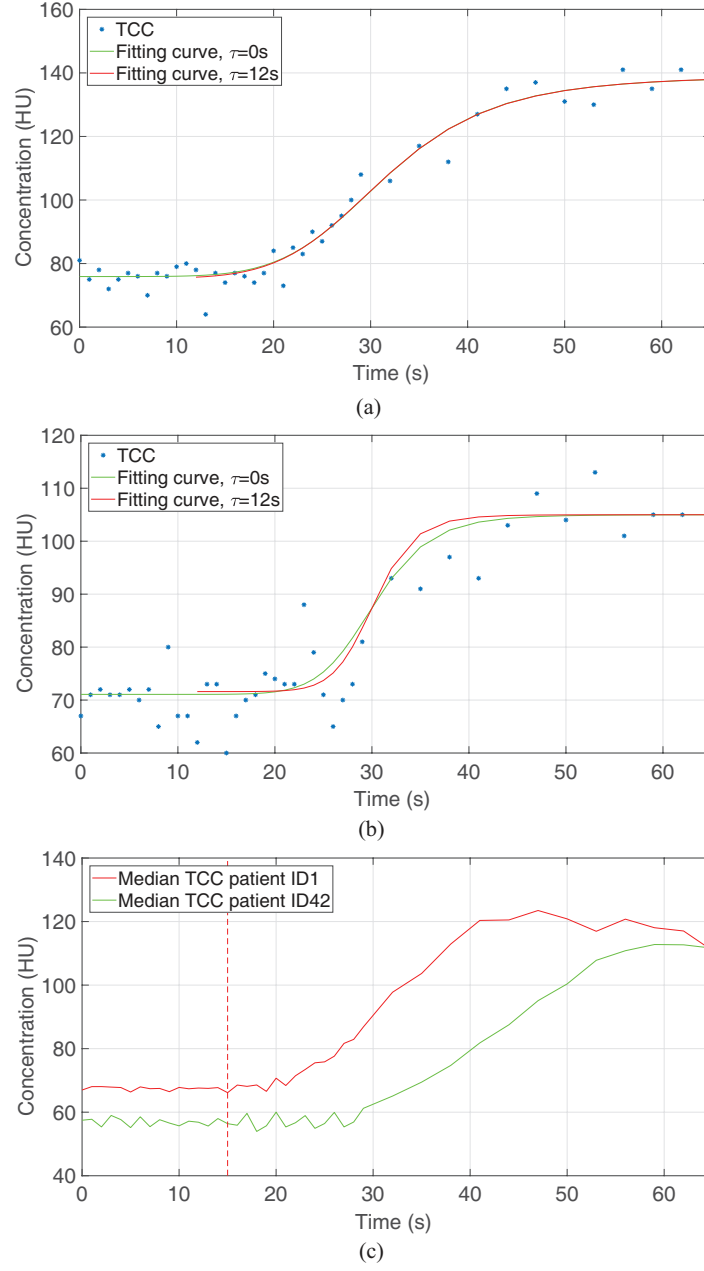 160
140
120
100
80
60
Concentration (HU)
TCC
Fitting curve, τ=0s
Fitting curve, τ=12s
0 10 20 30 40 50 60
Time (s)
(a)
120
110
100
90
80
70
60
Concentration (HU)
TCC
Fitting curve, τ=0s
Fitting curve, τ=12s
0 10 20 30 40 50 60
Time (s)
(b)
140
120
100
80
60
40
Concentration (HU)
Median TCC patient ID1
Median TCC patient ID42
0 10 20 30 40 50 60
Time (s)
(c)